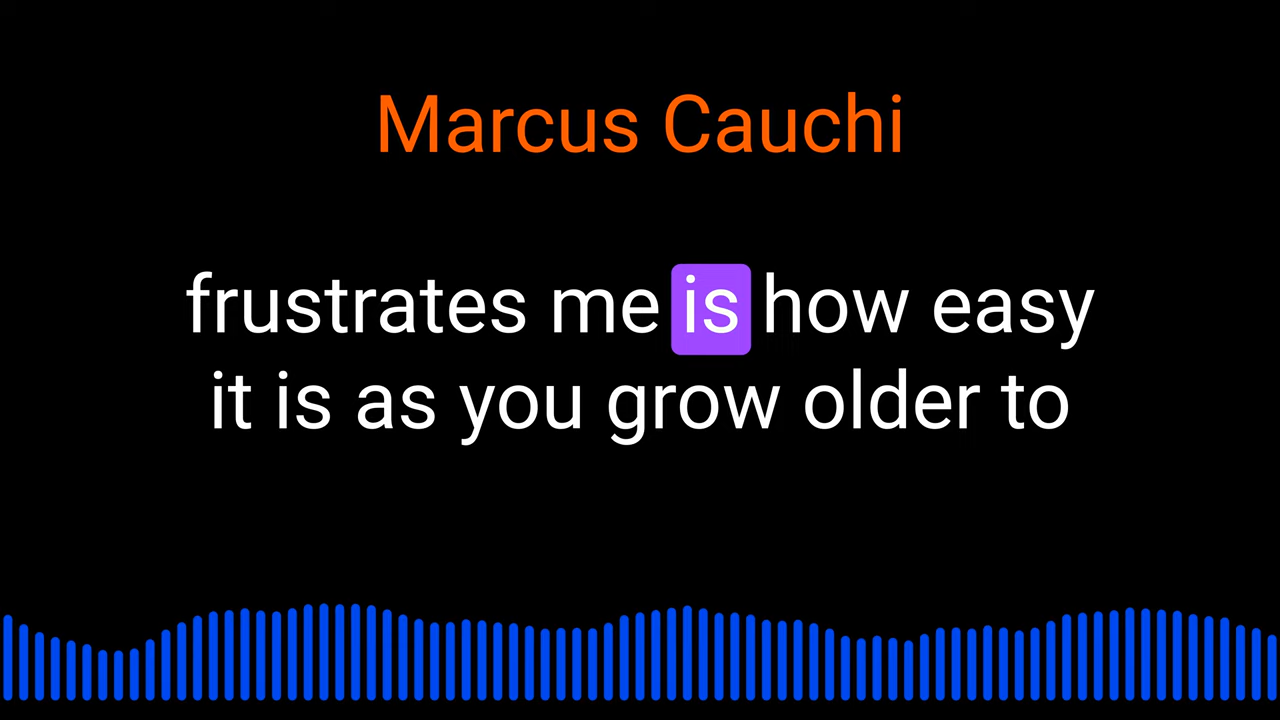 Marcus Cauchi
frustrates me is how easy
it is as you grow older to